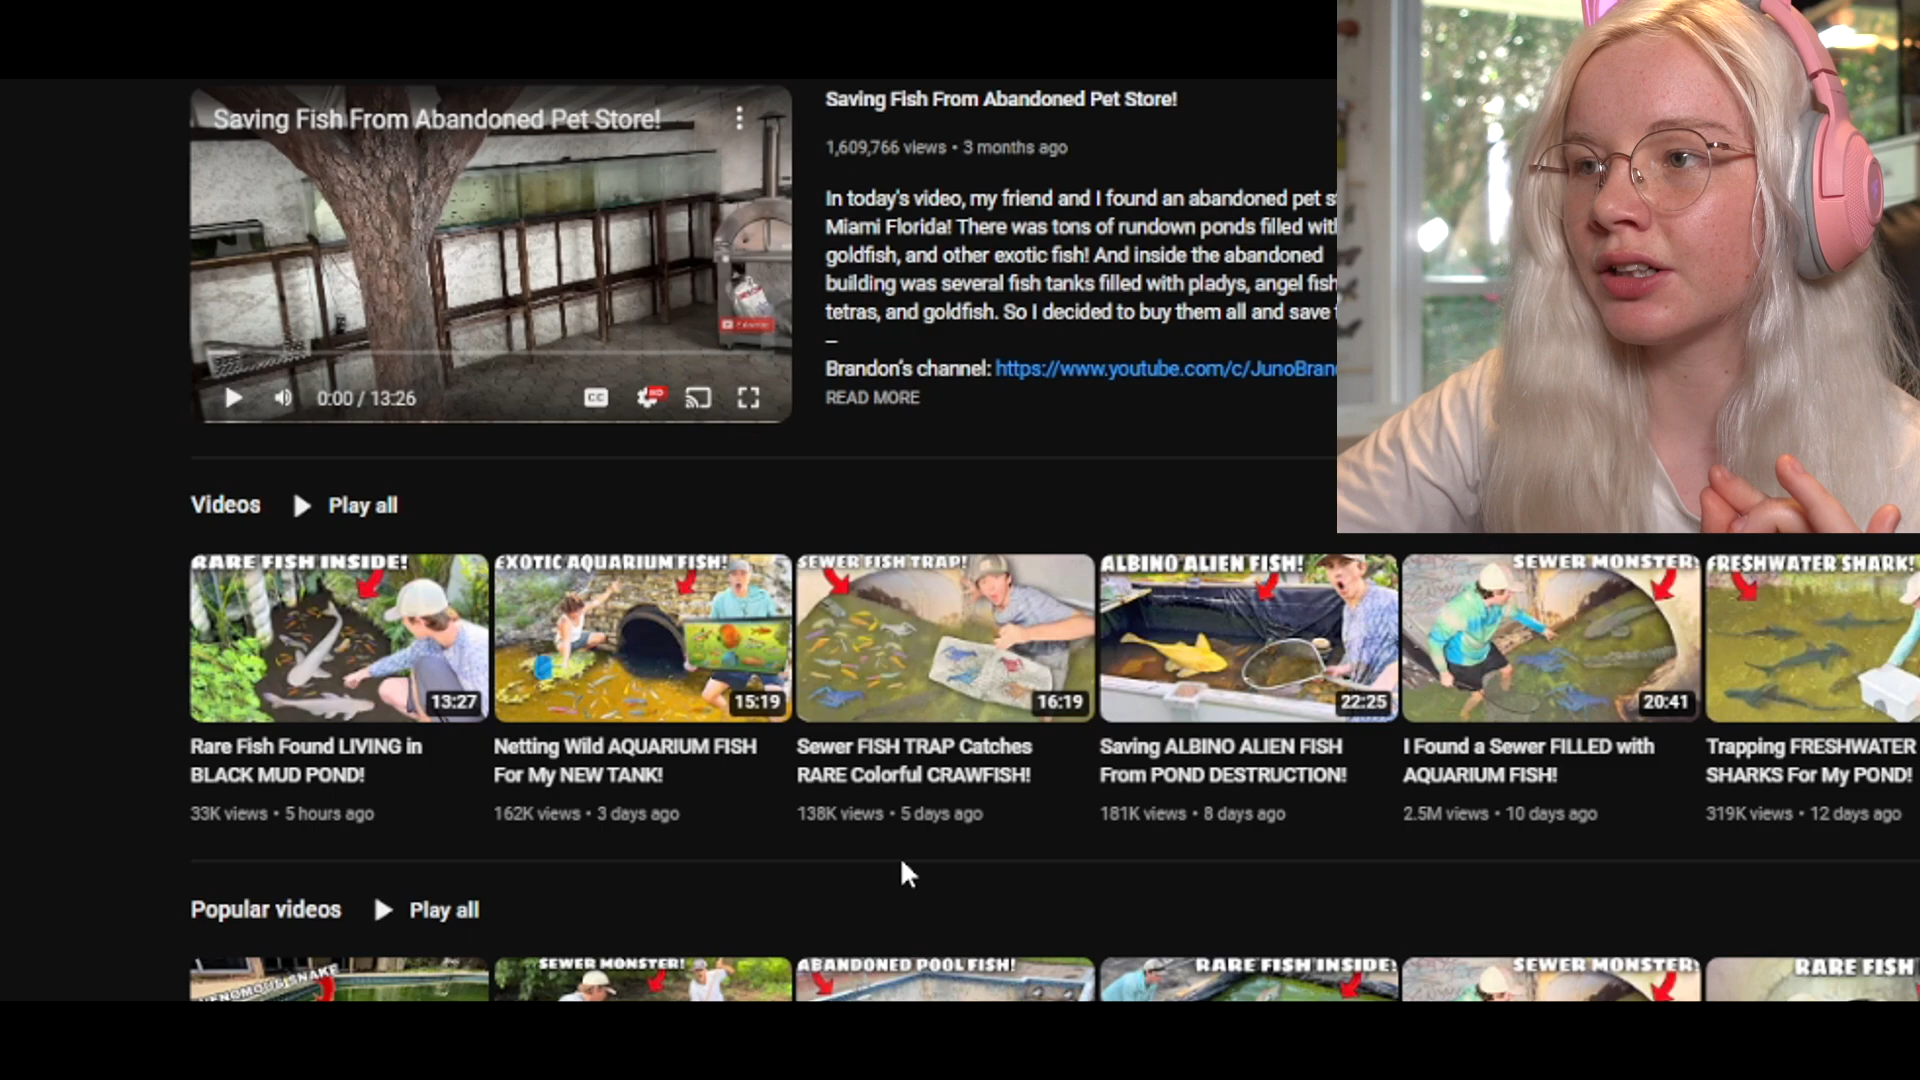 Saving Fish From Abandoned Pet Store!
0:00 / 13:26
CC
HD
Saving Fish From Abandoned Pet Store!
1,609,766 views • 3 months ago
In today's video, my friend and I found an abandoned pet s
Miami Florida! There was tons of rundown ponds filled with
goldfish, and other exotic fish! And inside the abandoned
building was several fish tanks filled with pladys, angel fish
tetras, and goldfish. So I decided to buy them all and save
–
Brandon's channel: https://www.youtube.com/c/JunoBran
READ MORE
Videos
Play all
RARE FISH INSIDE!
13:27
Rare Fish Found LIVING in
BLACK MUD POND!
33K views • 5 hours ago
EXOTIC AQUARIUM FISH!
15:19
Netting Wild AQUARIUM FISH
For My NEW TANK!
162K views • 3 days ago
SEWER FISH TRAP!
16:19
Sewer FISH TRAP Catches
RARE Colorful CRAWFISH!
138K views • 5 days ago
ALBINO ALIEN FISH!
22:25
Saving ALBINO ALIEN FISH
From POND DESTRUCTION!
181K views • 8 days ago
SEWER MONSTER!
20:41
I Found a Sewer FILLED with
AQUARIUM FISH!
2.5M views • 10 days ago
FRESHWATER SHARK!
Trapping FRESHWATER
SHARKS For My POND!
319K views • 12 days ago
Popular videos
Play all
VENOMOUS SNAKE
SEWER MONSTER!
ABANDONED POOL FISH!
RARE FISH INSIDE!
SEWER MONSTER!
RARE FISH